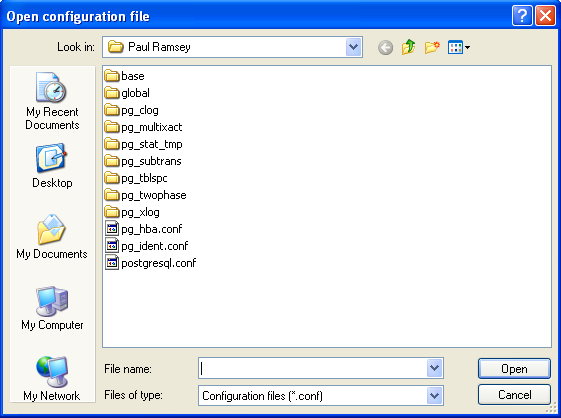 Open configuration file
Look in: Paul Ramsey
My Recent
Documents
Desktop
My Documents
My Computer
My Network
base
global
pg_clog
pg_multixact
pg_stat_tmp
pg_subtrans
pg_tblspc
pg_twophase
pg_xlog
pg_hba.conf
pg_ident.conf
postgresql.conf
File name:
Open
Files of type: Configuration files (*.conf)
Cancel